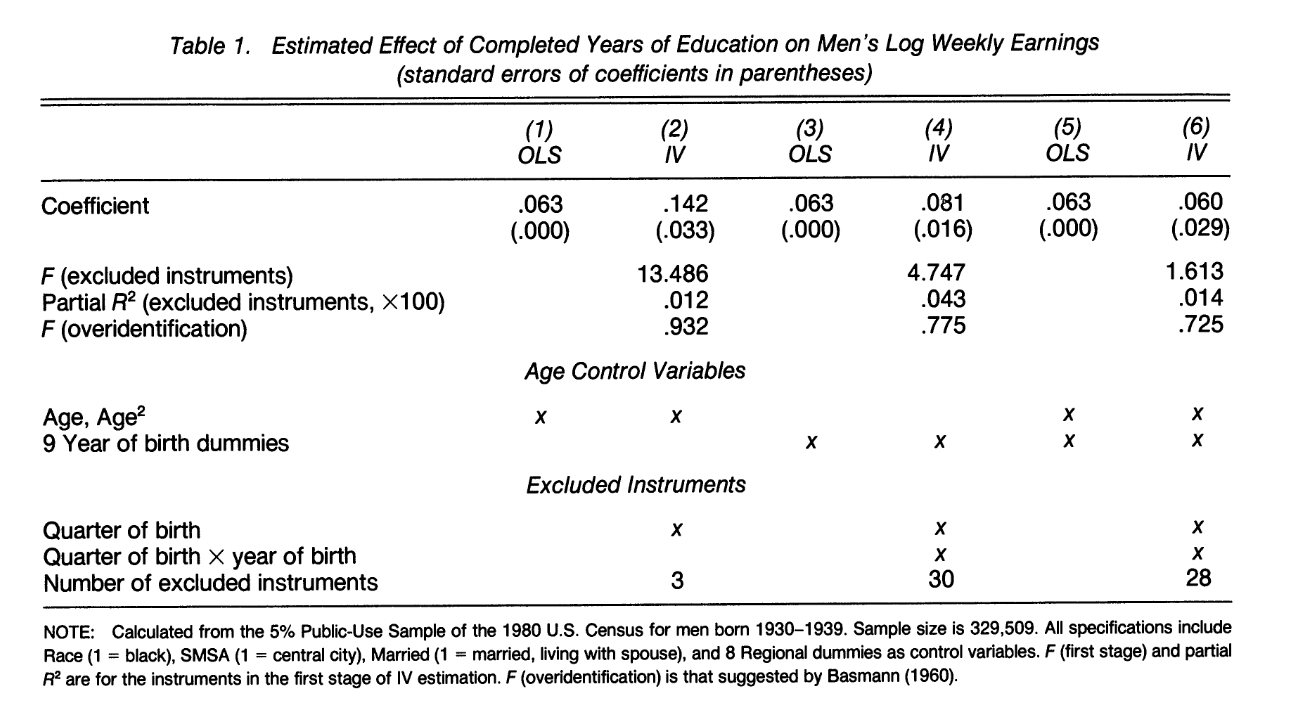 Table 1. Estimated Effect of Completed Years of Education on Men's Log Weekly Earnings
(standard errors of coefficients in parentheses)
(1) (2) (3) (4) (5) (6)
OLS IV OLS IV OLS IV
Coefficient .063 .142 .063 .081 .063 .060
(.000) (.033) (.000) (.016) (.000) (.029)
F (excluded instruments) 13.486 4.747 1.613
Partial R² (excluded instruments, ×100) .012 .043 .014
F (overidentification) .932 .775 .725
Age Control Variables
Age, Age² x x x x
9 Year of birth dummies x x x x
Excluded Instruments
Quarter of birth x x x
Quarter of birth × year of birth x x
Number of excluded instruments 3 30 28
NOTE: Calculated from the 5% Public-Use Sample of the 1980 U.S. Census for men born 1930–1939. Sample size is 329,509. All specifications include
Race (1 = black), SMSA (1 = central city), Married (1 = married, living with spouse), and 8 Regional dummies as control variables. F (first stage) and partial
R² are for the instruments in the first stage of IV estimation. F (overidentification) is that suggested by Basmann (1960).